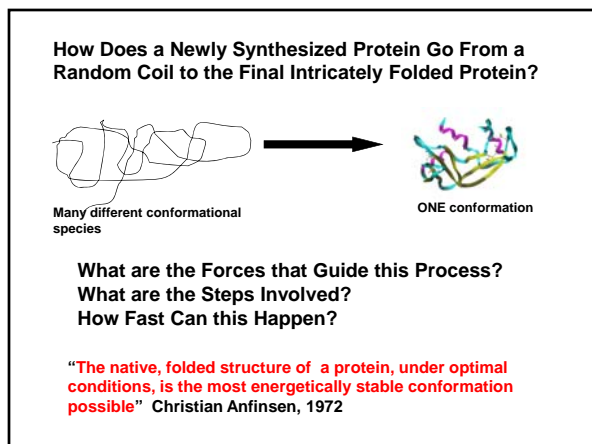 How Does a Newly Synthesized Protein Go From a
Random Coil to the Final Intricately Folded Protein?
Many different conformational
species
ONE conformation
What are the Forces that Guide this Process?
What are the Steps Involved?
How Fast Can this Happen?
“The native, folded structure of a protein, under optimal
conditions, is the most energetically stable conformation
possible” Christian Anfinsen, 1972